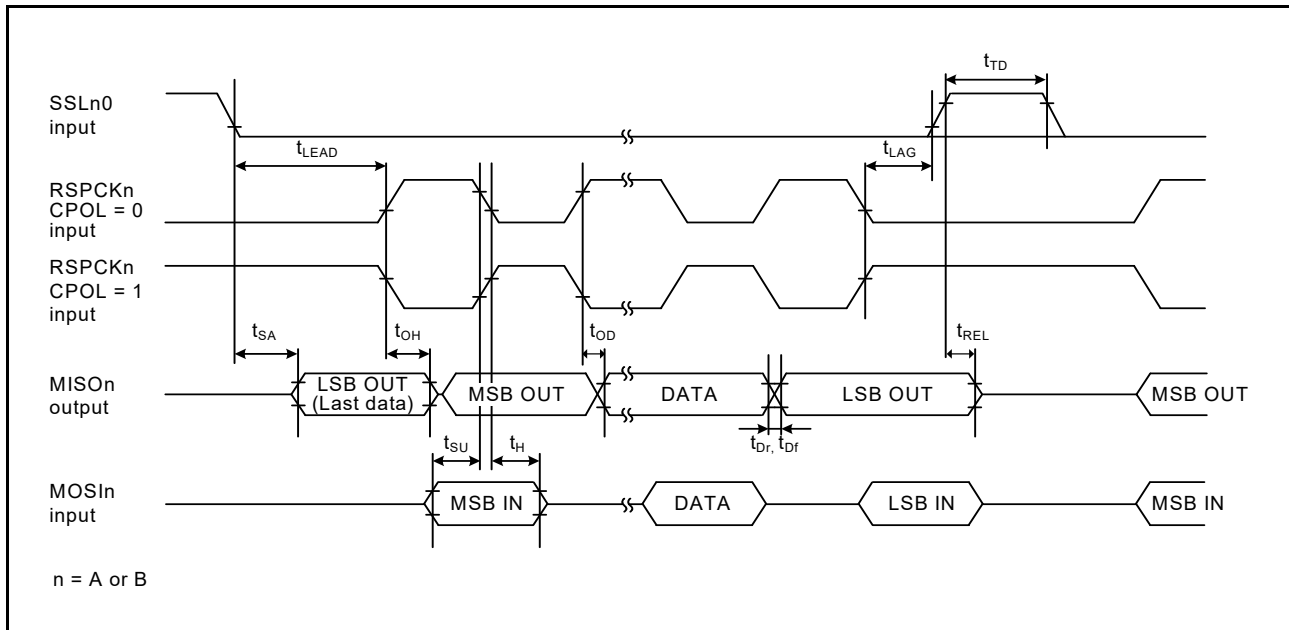 tTD
SSLn0
input
tLEAD
tLAG
RSPCKn
CPOL = 0
input
RSPCKn
CPOL = 1
input
tSA
tOH
tOD
tREL
MISOn
output
LSB OUT
(Last data)
MSB OUT
DATA
LSB OUT
MSB OUT
tSU
tH
tDr, tDf
MOSIn
input
MSB IN
DATA
LSB IN
MSB IN
n = A or B